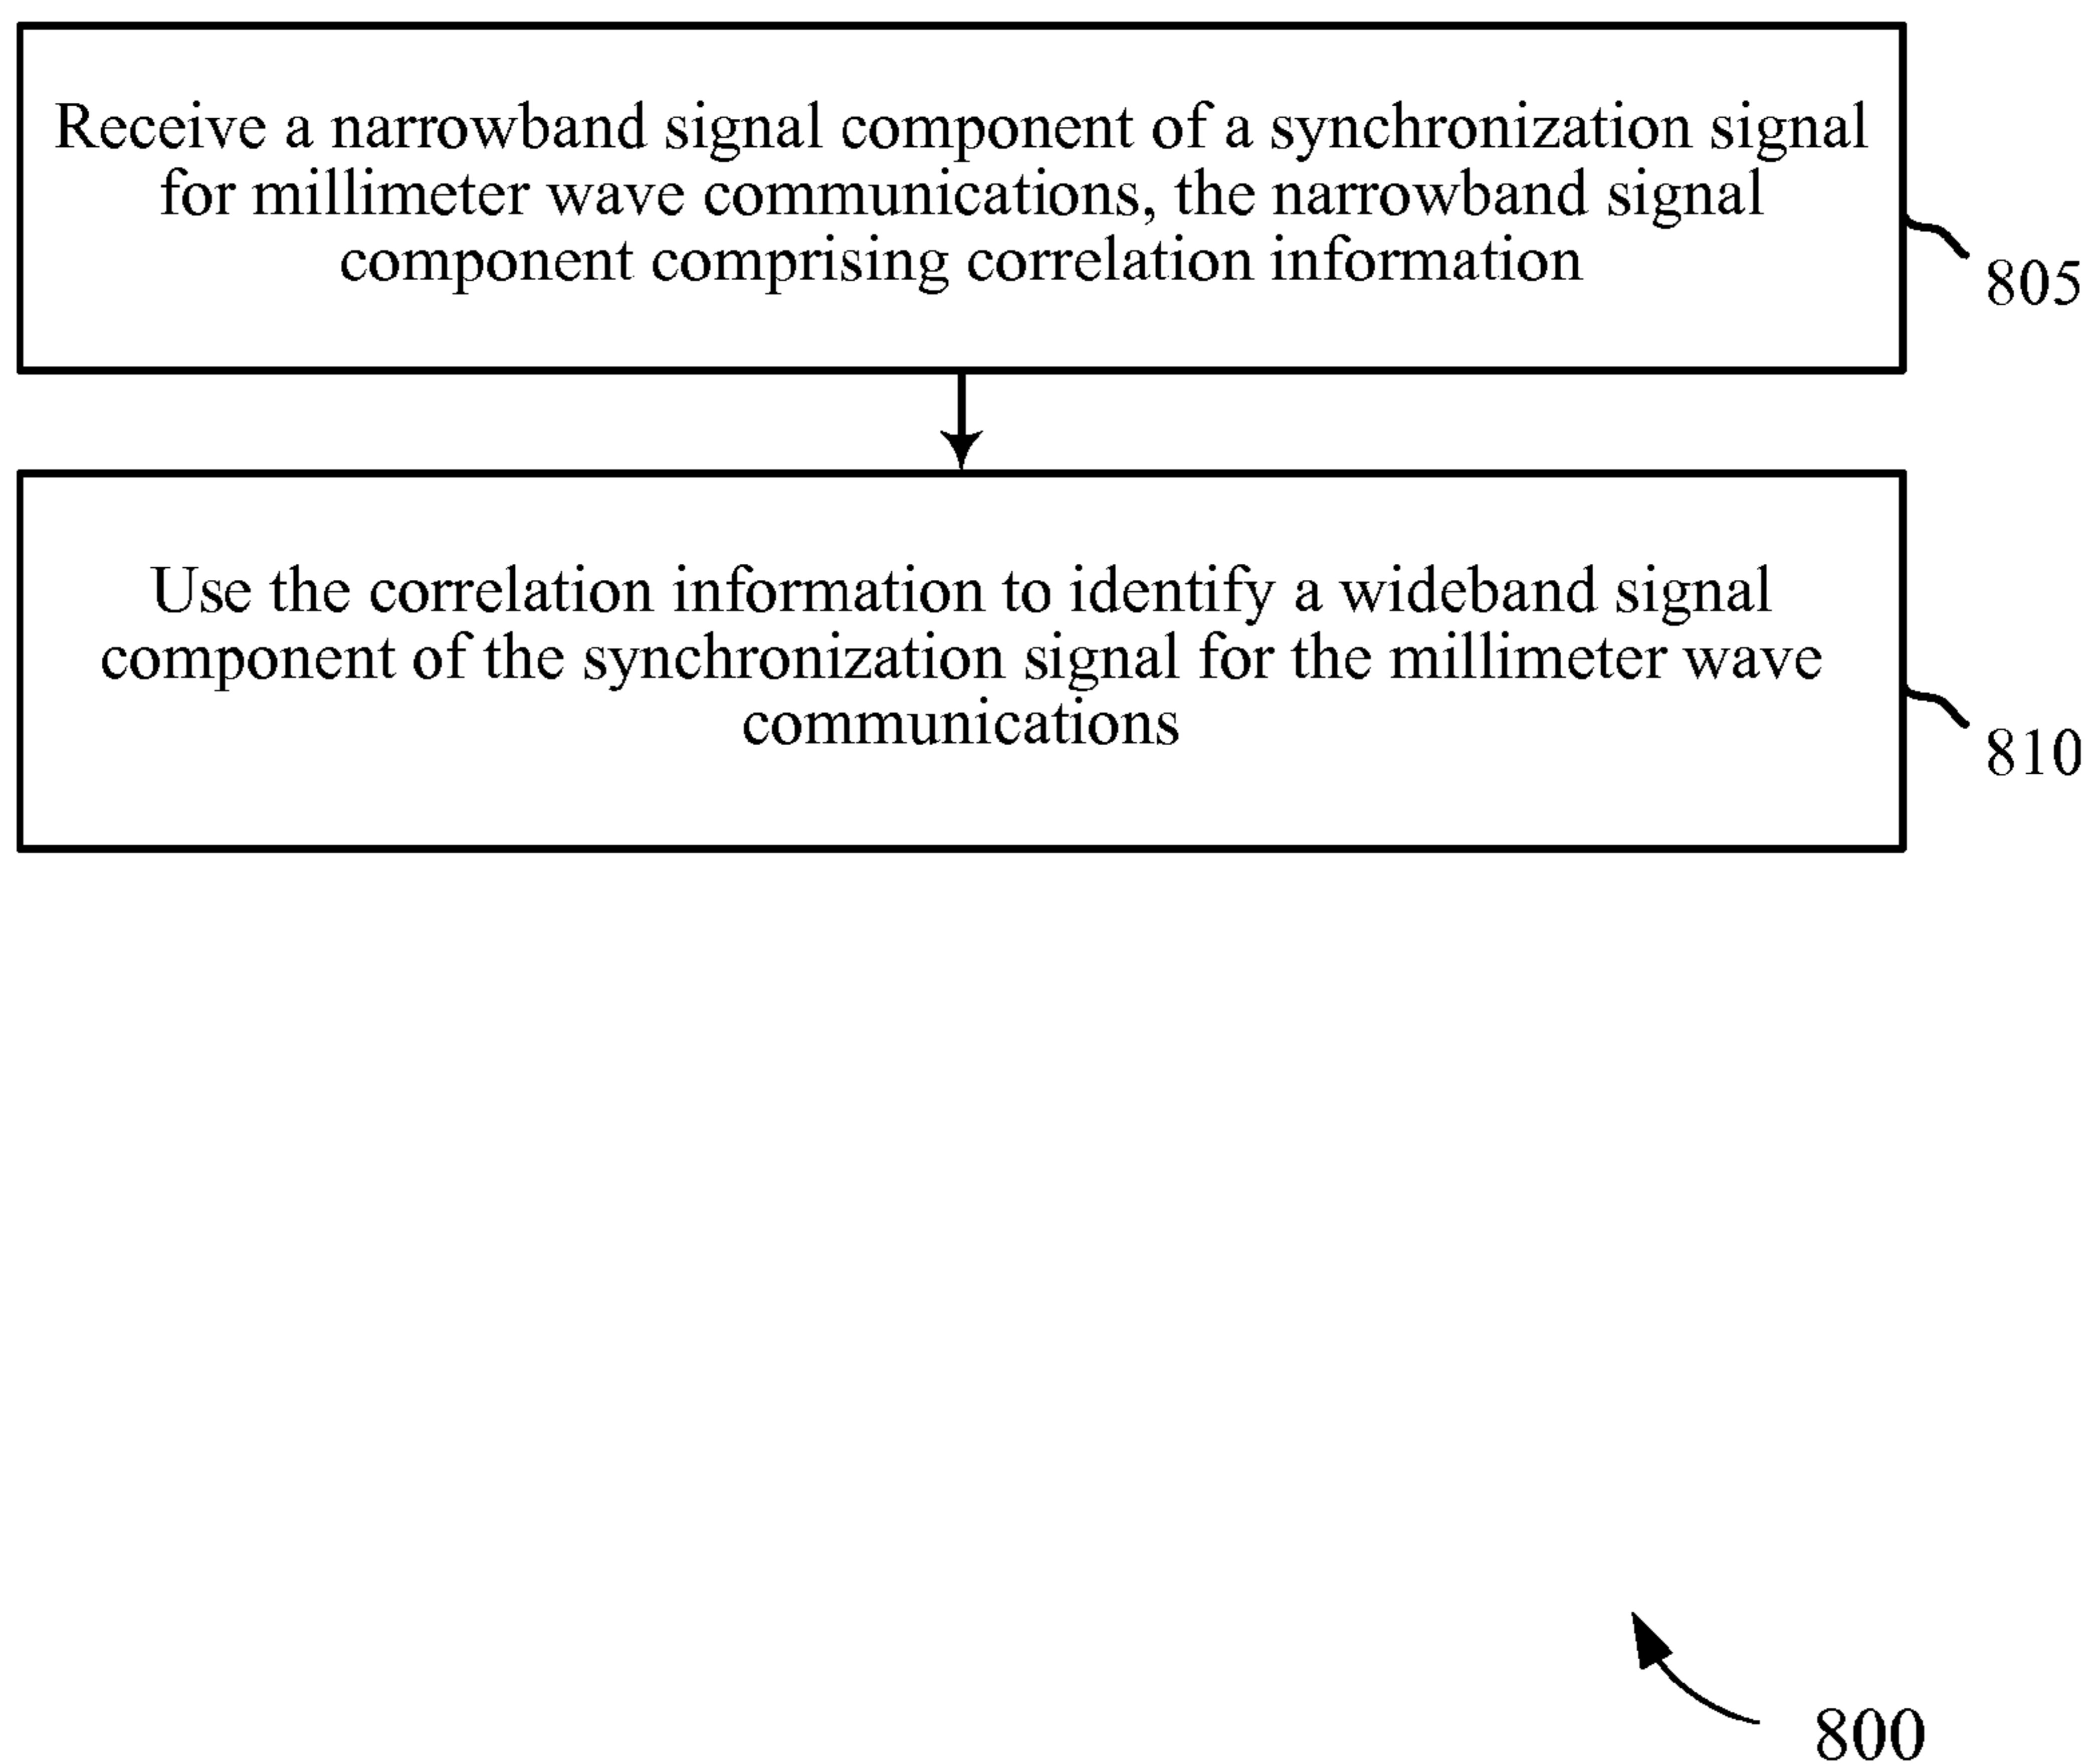 Receive a narrowband signal component of a synchronization signal
for millimeter wave communications, the narrowband signal
component comprising correlation information
805
Use the correlation information to identify a wideband signal
component of the synchronization signal for the millimeter wave
communications
810
800